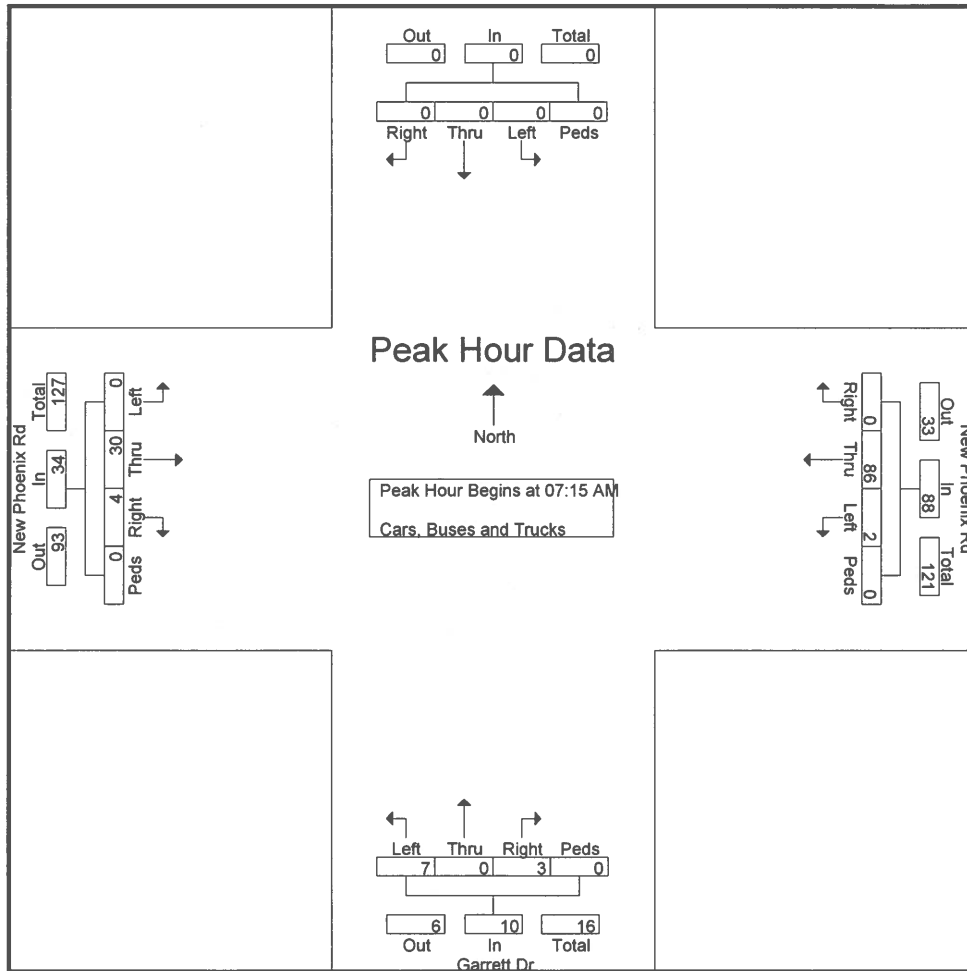 Out In Total
0 0 0
0 0 0 0
Right Thru Left Peds
Peak Hour Data
North
Peak Hour Begins at 07:15 AM
Cars, Buses and Trucks
New Phoenix Rd
Out In Total
93 34 127
0 4 30 0
Peds Right Thru Left
New Phoenix Rd
Out In Total
33 88 121
Right Thru Left Peds
0 86 2 0
Left Thru Right Peds
7 0 3 0
6 10 16
Out In Total
Garrett Dr